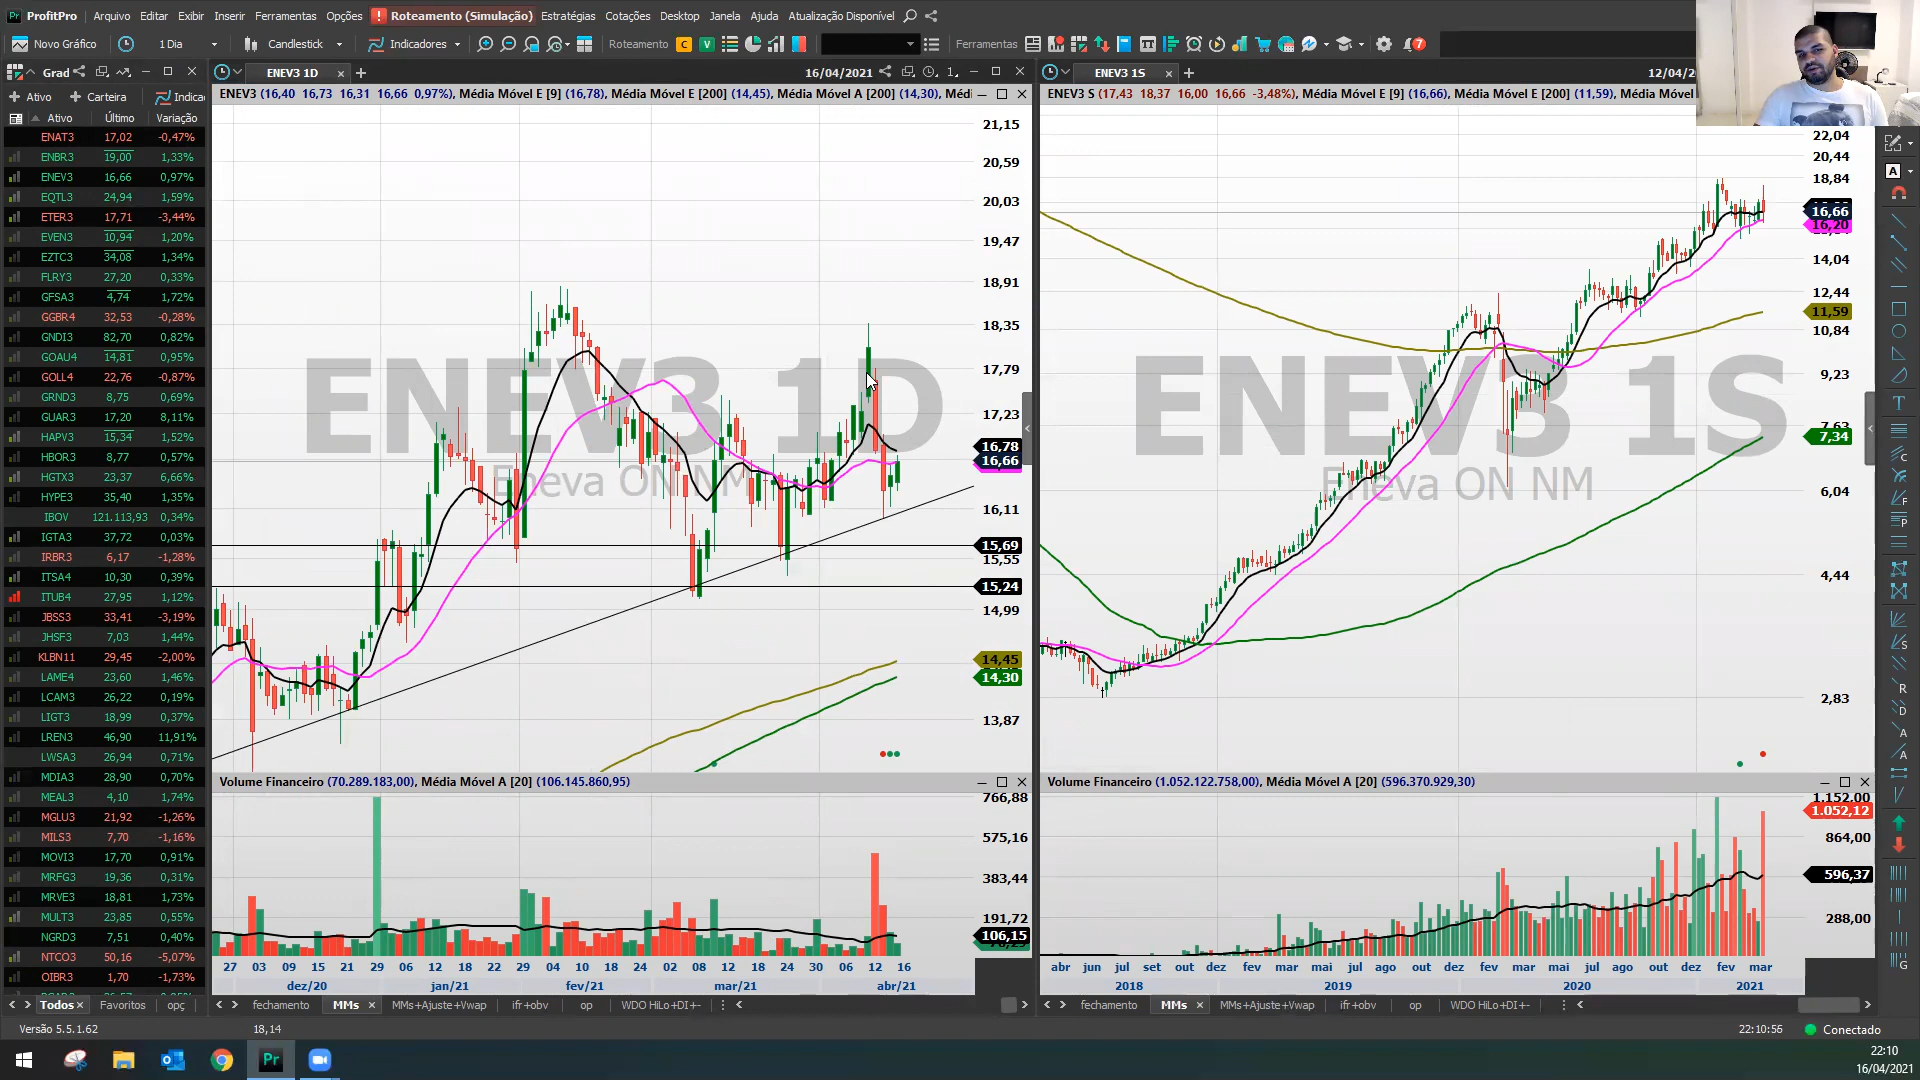 ProfitPro Arquivo Editar Exibir Inserir Ferramentas Opções Roteamento (Simulação) Estratégias Cotações Desktop Janela Ajuda Atualização Disponível
Novo Gráfico 1 Dia Candlestick Indicadores Roteamento C V Ferramentas 7
Grad
Ativo Carteira Indica
Ativo Último Variação
ENAT3 17,02 -0,47%
ENBR3 19,00 1,33%
ENEV3 16,66 0,97%
EQTL3 24,94 1,59%
ETER3 17,71 -3,44%
EVEN3 10,94 1,20%
EZTC3 34,08 1,34%
FLRY3 27,20 0,33%
GFSA3 4,74 1,72%
GGBR4 32,53 -0,28%
GNDI3 82,70 0,82%
GOAU4 14,81 0,95%
GOLL4 22,76 -0,87%
GRND3 8,75 0,69%
GUAR3 17,20 8,11%
HAPV3 15,34 1,52%
HBOR3 8,77 0,57%
HGTX3 23,37 6,66%
HYPE3 35,40 1,35%
IBOV 121.113,93 0,34%
IGTA3 37,72 0,03%
IRBR3 6,17 -1,28%
ITSA4 10,30 0,39%
ITUB4 27,95 1,12%
JBSS3 33,41 -3,19%
JHSF3 7,03 1,44%
KLBN11 29,45 -2,00%
LAME4 23,60 1,46%
LCAM3 26,22 0,19%
LIGT3 18,99 0,37%
LREN3 46,90 11,91%
LWSA3 26,94 0,71%
MDIA3 28,90 0,70%
MEAL3 4,10 1,74%
MGLU3 21,92 -1,26%
MILS3 7,70 -1,16%
MOVI3 17,70 0,91%
MRFG3 19,36 0,31%
MRVE3 18,81 1,73%
MULT3 23,85 0,55%
NGRD3 7,51 0,40%
NTCO3 50,16 -5,07%
OIBR3 1,70 -1,73%
Todos Favoritos opç
ENEV3 1D 16/04/2021
ENEV3 (16,40 16,73 16,31 16,66 0,97%), Média Móvel E [9] (16,78), Média Móvel E [200] (14,45), Média Móvel A [200] (14,30), Médi
ENEV3 1D
Eneva ON NM
21,15
20,59
20,03
19,47
18,91
18,35
17,79
17,23
16,78
16,66
16,11
15,69
15,55
15,24
14,99
14,45
14,30
13,87
Volume Financeiro (70.289.183,00), Média Móvel A [20] (106.145.860,95)
766,88
575,16
383,44
191,72
106,15
27 03 09 15 21 29 06 12 18 22 29 04 10 18 24 02 08 12 18 24 30 06 12 16
dez/20 jan/21 fev/21 mar/21 abr/21
fechamento MMs MMs+Ajuste+Vwap ifr+obv op WDO HiLo+DI+-
ENEV3 1S 12/04/20
ENEV3 S (17,43 18,37 16,00 16,66 -3,48%), Média Móvel E [9] (16,66), Média Móvel E [200] (11,59), Média Móvel
ENEV3 1S
Eneva ON NM
22,04
20,44
18,84
16,66
16,20
14,04
12,44
11,59
10,84
9,23
7,63
7,34
6,04
4,44
2,83
Volume Financeiro (1.052.122.758,00), Média Móvel A [20] (596.370.929,30)
1.152,00
1.052,12
864,00
596,37
288,00
abr jun jul set out dez fev mar mai jul ago out dez fev mar mai jul ago out dez fev mar
2018 2019 2020 2021
fechamento MMs MMs+Ajuste+Vwap ifr+obv op WDO HiLo+DI+-
Versão 5.5.1.62 18,14 22:10:55 Conectado
22:10
16/04/2021